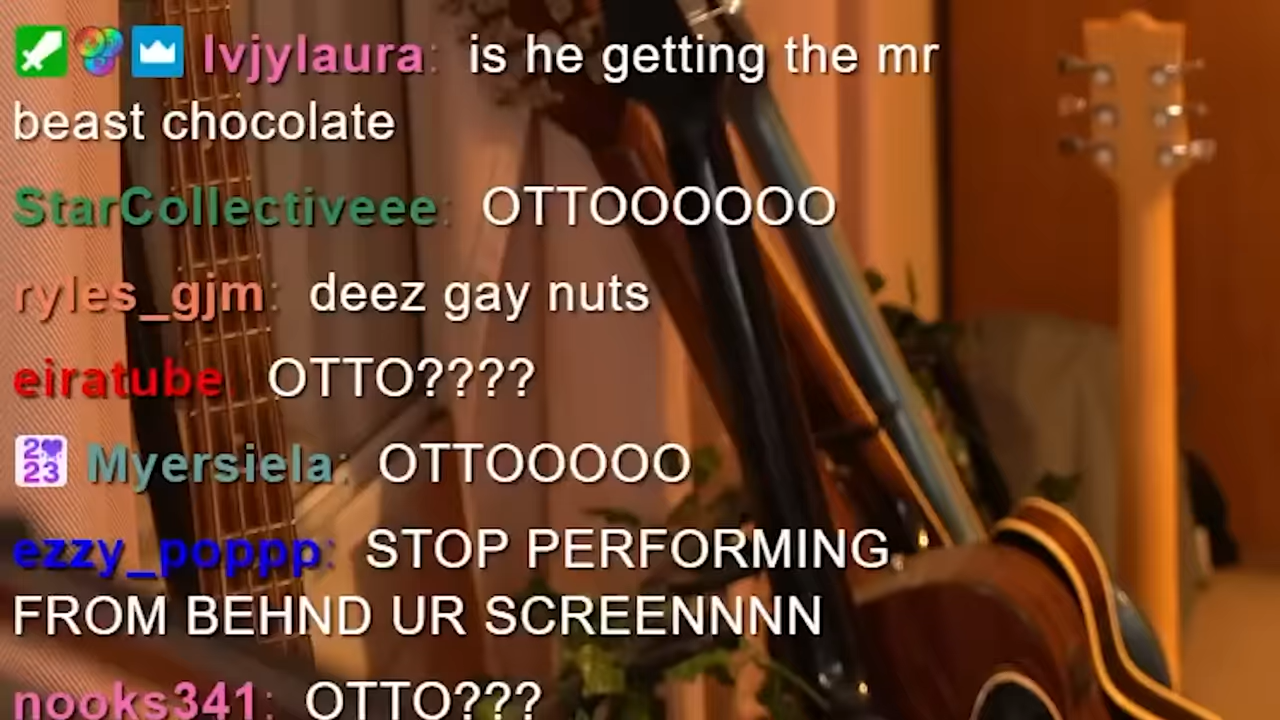 lvjylaura: is he getting the mr
beast chocolate
StarCollectiveee: OTTOOOOOO
ryles_gjm: deez gay nuts
eiratube: OTTO????
2023 Myersiela: OTTOOOOO
ezzy_poppp: STOP PERFORMING
FROM BEHND UR SCREENNNN
nooks341: OTTO???